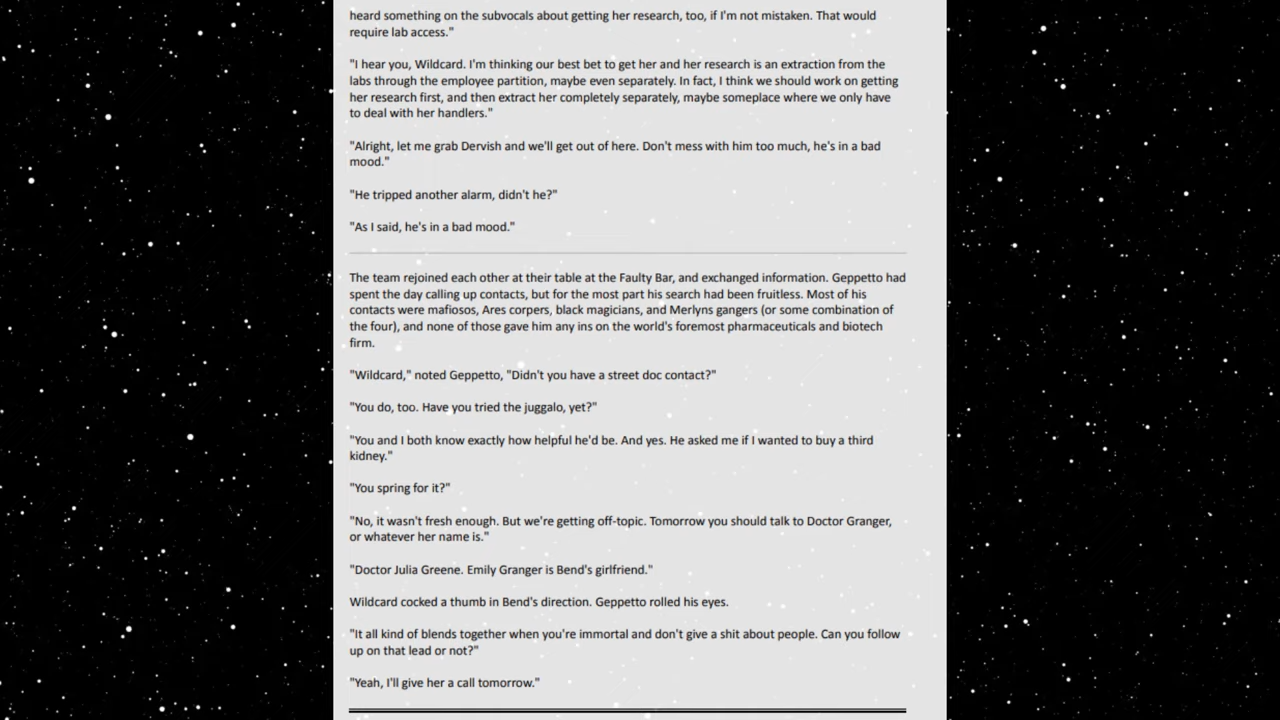 heard something on the subvocals about getting her research, too, if I'm not mistaken. That would
require lab access."
"I hear you, Wildcard. I'm thinking our best bet to get her and her research is an extraction from the
labs through the employee partition, maybe even separately. In fact, I think we should work on getting
her research first, and then extract her completely separately, maybe someplace where we only have
to deal with her handlers."
"Alright, let me grab Dervish and we'll get out of here. Don't mess with him too much, he's in a bad
mood."
"He tripped another alarm, didn't he?"
"As I said, he's in a bad mood."
The team rejoined each other at their table at the Faulty Bar, and exchanged information. Geppetto had
spent the day calling up contacts, but for the most part his search had been fruitless. Most of his
contacts were mafiosos, Ares corpers, black magicians, and Merlyns gangers (or some combination of
the four), and none of those gave him any ins on the world's foremost pharmaceuticals and biotech
firm.
"Wildcard," noted Geppetto, "Didn't you have a street doc contact?"
"You do, too. Have you tried the juggalo, yet?"
"You and I both know exactly how helpful he'd be. And yes. He asked me if I wanted to buy a third
kidney."
"You spring for it?"
"No, it wasn't fresh enough. But we're getting off-topic. Tomorrow you should talk to Doctor Granger,
or whatever her name is."
"Doctor Julia Greene. Emily Granger is Bend's girlfriend."
Wildcard cocked a thumb in Bend's direction. Geppetto rolled his eyes.
"It all kind of blends together when you're immortal and don't give a shit about people. Can you follow
up on that lead or not?"
"Yeah, I'll give her a call tomorrow."